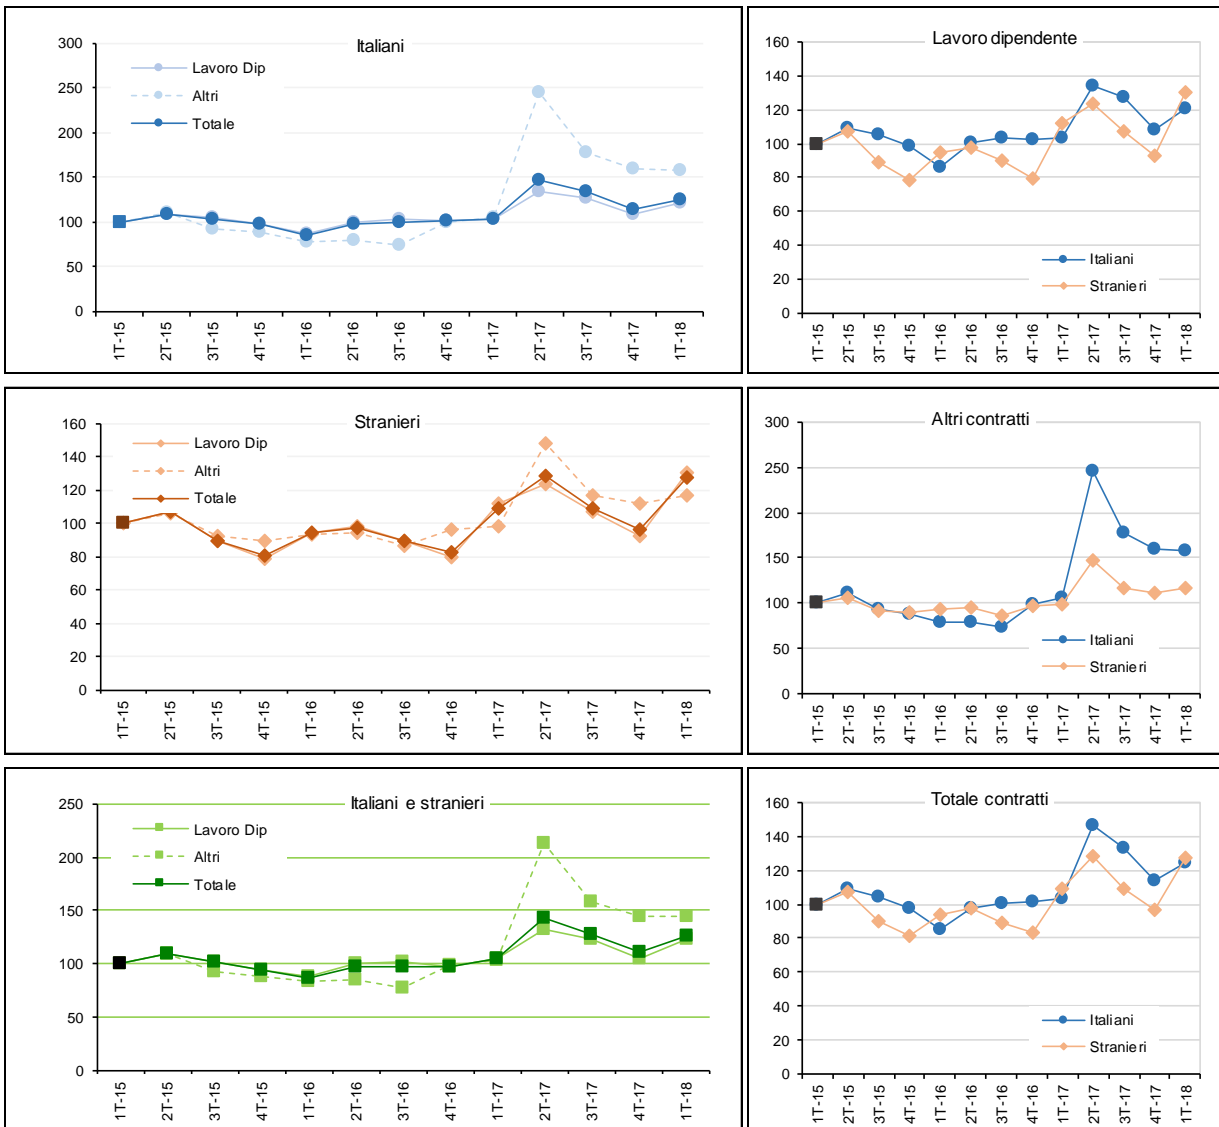 Italiani
300
250
200
150
100
50
0
Lavoro Dip
Altri
Totale
1T-15 2T-15 3T-15 4T-15 1T-16 2T-16 3T-16 4T-16 1T-17 2T-17 3T-17 4T-17 1T-18
Lavoro dipendente
160
140
120
100
80
60
40
20
0
Italiani
Stranieri
1T-15 2T-15 3T-15 4T-15 1T-16 2T-16 3T-16 4T-16 1T-17 2T-17 3T-17 4T-17 1T-18
Stranieri
160
140
120
100
80
60
40
20
0
Lavoro Dip
Altri
Totale
1T-15 2T-15 3T-15 4T-15 1T-16 2T-16 3T-16 4T-16 1T-17 2T-17 3T-17 4T-17 1T-18
Altri contratti
300
250
200
150
100
50
0
Italiani
Stranieri
1T-15 2T-15 3T-15 4T-15 1T-16 2T-16 3T-16 4T-16 1T-17 2T-17 3T-17 4T-17 1T-18
Italiani e stranieri
250
200
150
100
50
0
Lavoro Dip
Altri
Totale
1T-15 2T-15 3T-15 4T-15 1T-16 2T-16 3T-16 4T-16 1T-17 2T-17 3T-17 4T-17 1T-18
Totale contratti
160
140
120
100
80
60
40
20
0
Italiani
Stranieri
1T-15 2T-15 3T-15 4T-15 1T-16 2T-16 3T-16 4T-16 1T-17 2T-17 3T-17 4T-17 1T-18